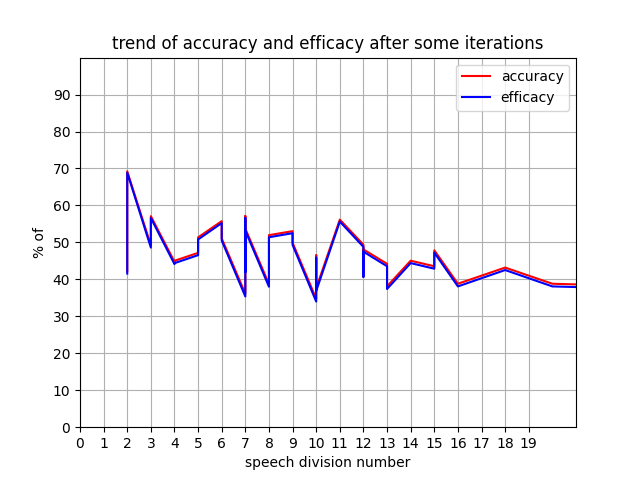 trend of accuracy and efficacy after some iterations
accuracy
efficacy
90
80
70
60
50
40
30
20
10
0
% of
0 1 2 3 4 5 6 7 8 9 10 11 12 13 14 15 16 17 18 19
speech division number